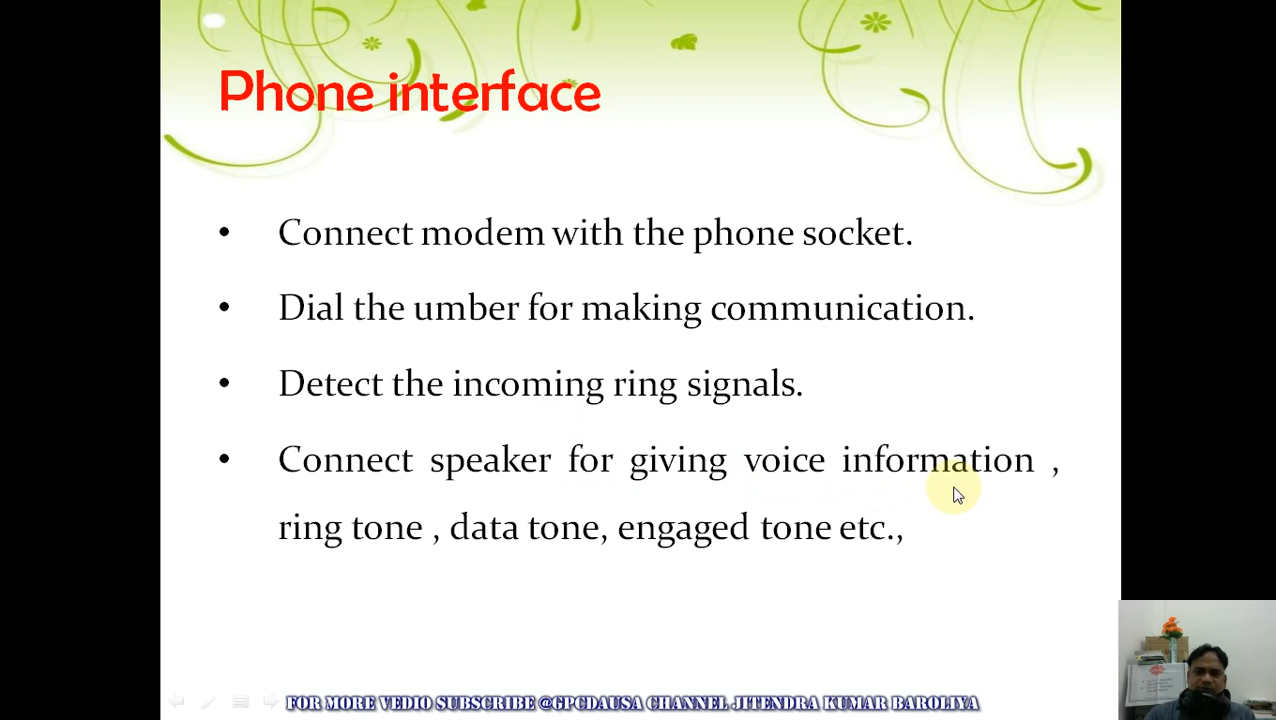 Phone interface
• Connect modem with the phone socket.
• Dial the umber for making communication.
• Detect the incoming ring signals.
• Connect speaker for giving voice information ,
ring tone , data tone, engaged tone etc.,
FOR MORE VEDIO SUBSCRIBE @GPCDAUSA CHANNEL JITENDRA KUMAR BAROLIYA